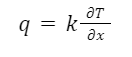 q = k ∂T/∂x